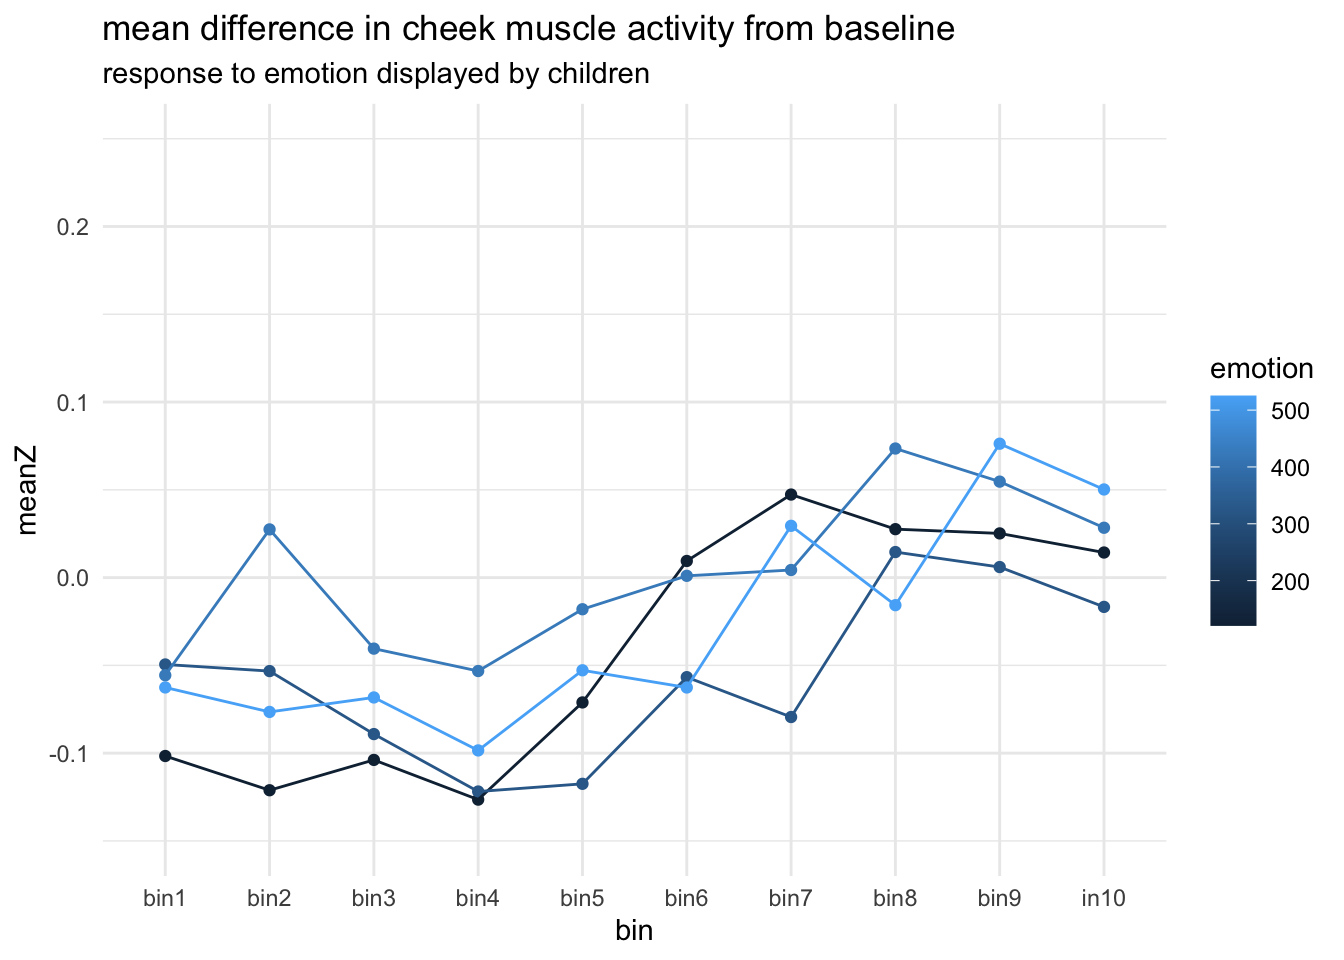 mean difference in cheek muscle activity from baseline
response to emotion displayed by children
meanZ
0.2
0.1
0.0
-0.1
bin1 bin2 bin3 bin4 bin5 bin6 bin7 bin8 bin9 in10
bin
emotion
500
400
300
200